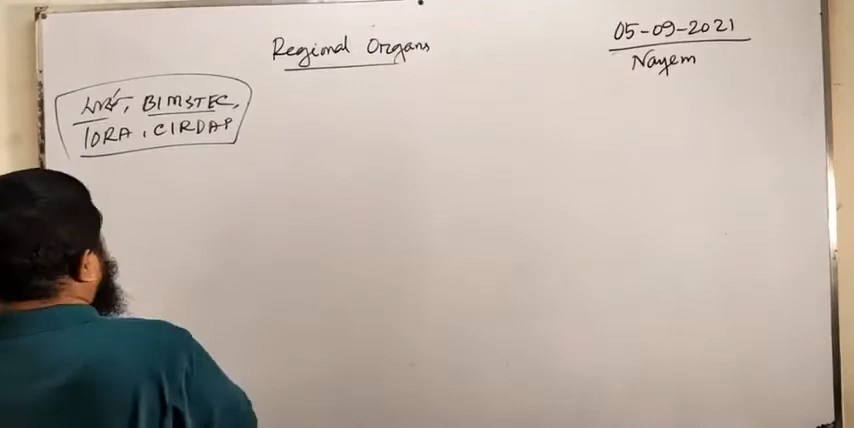 Regional Organs
05-09-2021
Nayem
সার্ক, BIMSTEC,
IORA, CIRDAP